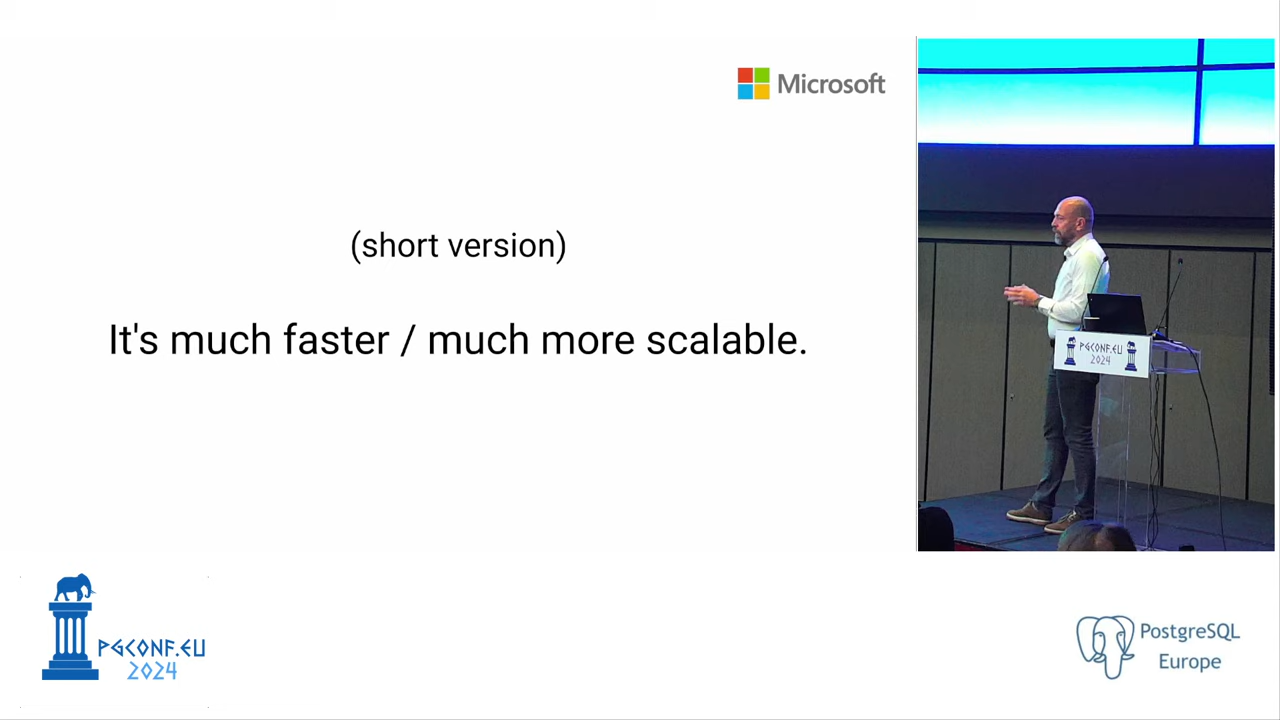 Microsoft
(short version)
It's much faster / much more scalable.
PGCONF.EU
2024
PGCONF.EU
2024
PostgreSQL
Europe